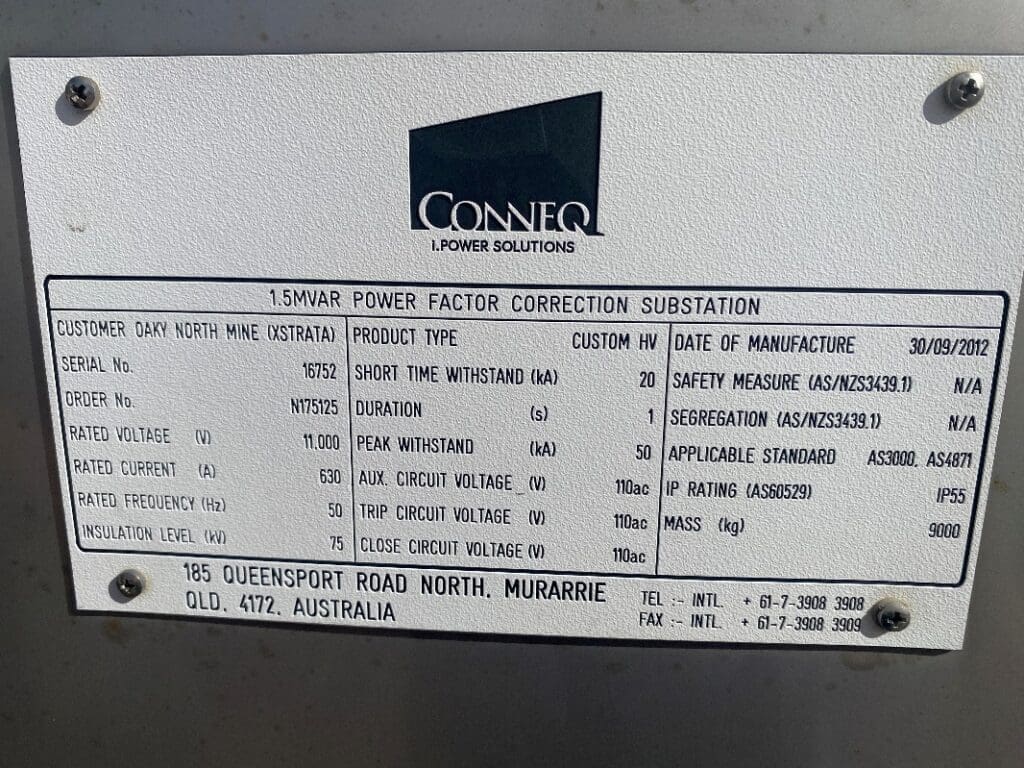 CONNEQ
I.POWER SOLUTIONS
1.5MVAR POWER FACTOR CORRECTION SUBSTATION
CUSTOMER OAKY NORTH MINE (XSTRATA)
SERIAL No. 16752
ORDER No. N175125
RATED VOLTAGE (V) 11.000
RATED CURRENT (A) 630
RATED FREQUENCY (Hz) 50
INSULATION LEVEL (kV) 75
PRODUCT TYPE CUSTOM HV
SHORT TIME WITHSTAND (kA) 20
DURATION (s) 1
PEAK WITHSTAND (kA) 50
AUX. CIRCUIT VOLTAGE (V) 110ac
TRIP CIRCUIT VOLTAGE (V) 110ac
CLOSE CIRCUIT VOLTAGE (V) 110ac
DATE OF MANUFACTURE 30/09/2012
SAFETY MEASURE (AS/NZS3439.1) N/A
SEGREGATION (AS/NZS3439.1) N/A
APPLICABLE STANDARD AS3000, AS4871
IP RATING (AS60529) IP55
MASS (kg) 9000
185 QUEENSPORT ROAD NORTH, MURARRIE
QLD, 4172, AUSTRALIA
TEL :- INTL. + 61-7-3908 3908
FAX :- INTL. + 61-7-3908 3909